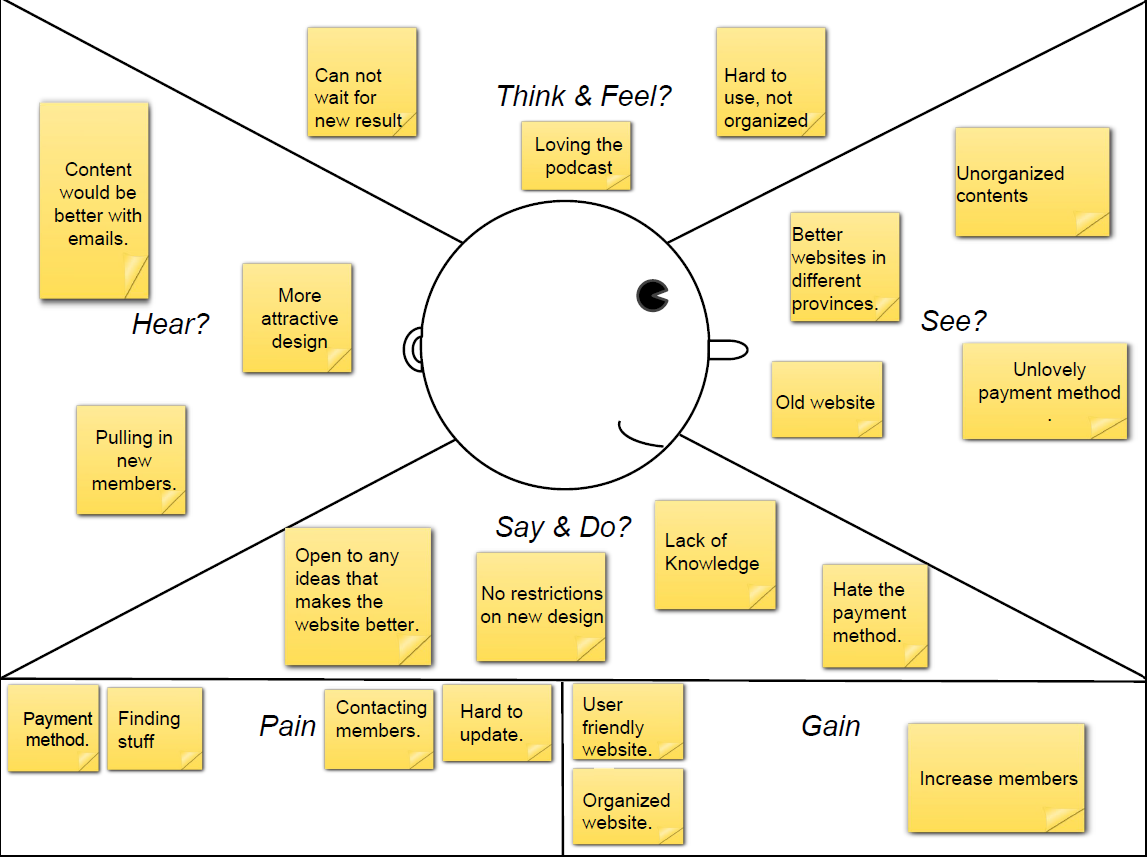 Think & Feel?
Can not
wait for
new result
Loving the
podcast
Hard to
use, not
organized
Hear?
Content
would be
better with
emails.
More
attractive
design
Pulling in
new
members.
See?
Unorganized
contents
Better
websites in
different
provinces.
Old website
Unlovely
payment method
.
Say & Do?
Open to any
ideas that
makes the
website better.
No restrictions
on new design
Lack of
Knowledge
Hate the
payment
method.
Pain
Payment
method.
Finding
stuff
Contacting
members.
Hard to
update.
Gain
User
friendly
website.
Organized
website.
Increase members